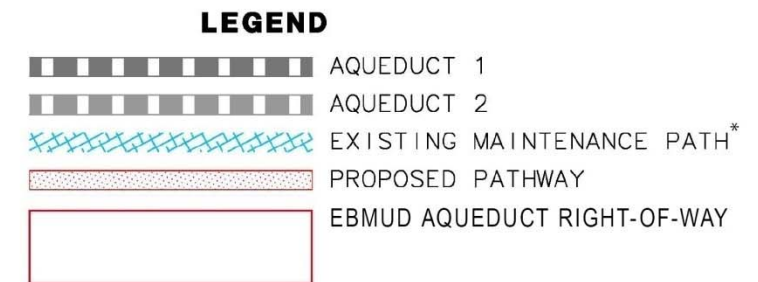 LEGEND
AQUEDUCT 1
AQUEDUCT 2
EXISTING MAINTENANCE PATH*
PROPOSED PATHWAY
EBMUD AQUEDUCT RIGHT-OF-WAY